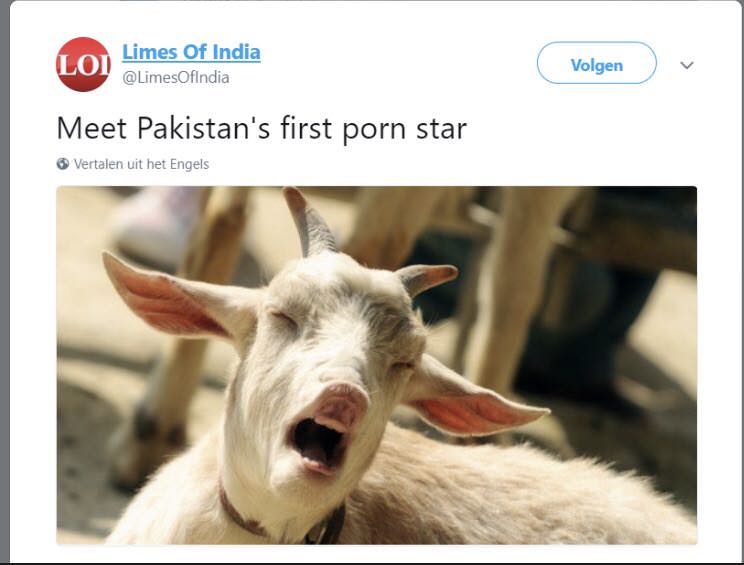 LOI
Limes Of India
@LimesOfIndia
Volgen
Meet Pakistan's first porn star
Vertalen uit het Engels